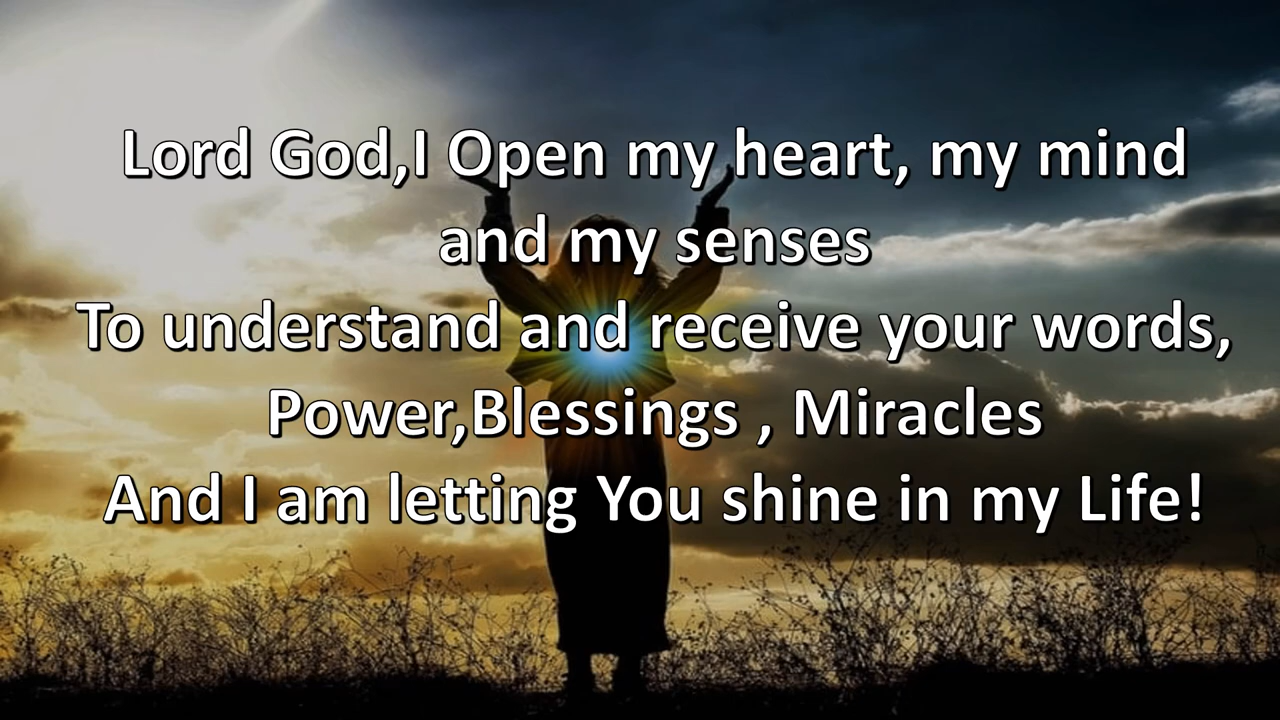 Lord God,I Open my heart, my mind
and my senses
To understand and receive your words,
Power,Blessings , Miracles
And I am letting You shine in my Life!